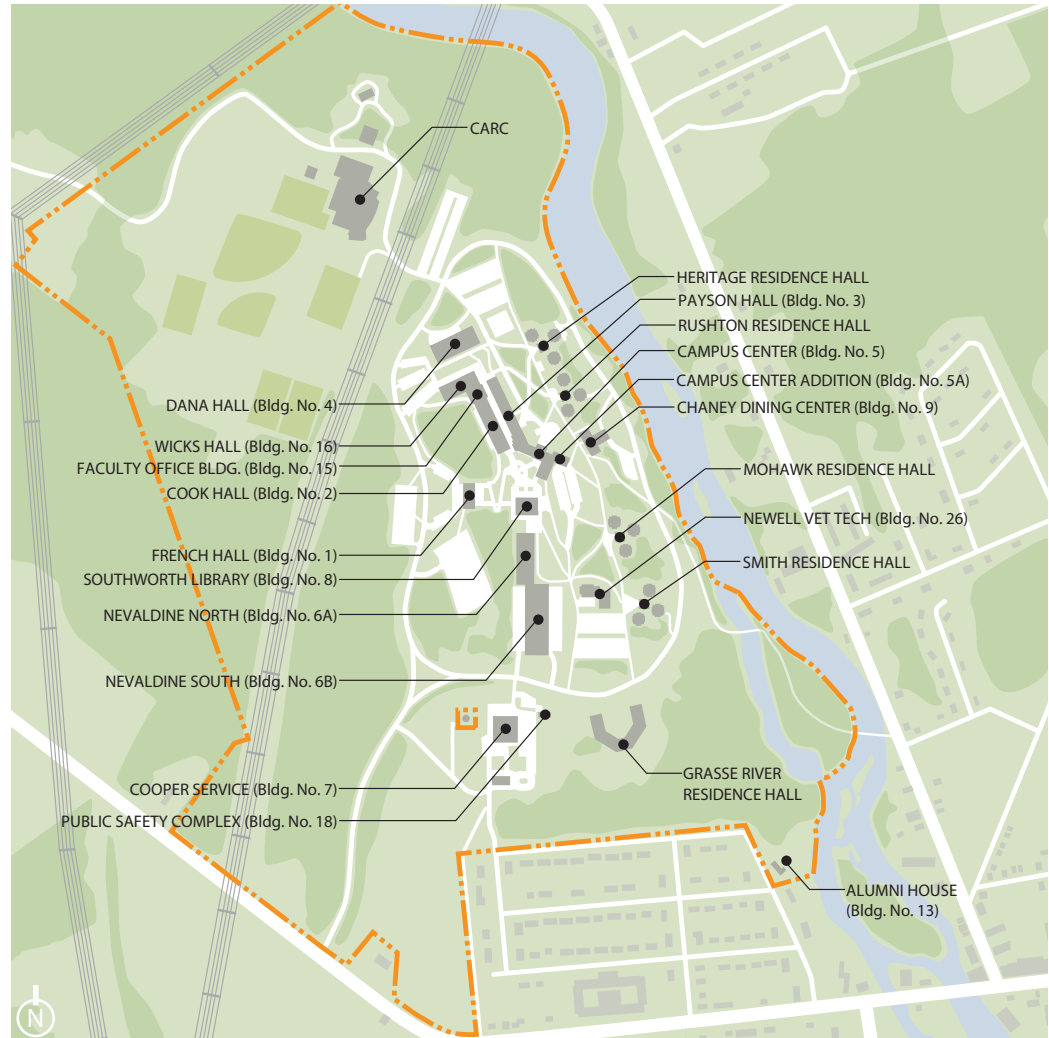 CARC
HERITAGE RESIDENCE HALL
PAYSON HALL (Bldg. No. 3)
RUSHTON RESIDENCE HALL
CAMPUS CENTER (Bldg. No. 5)
CAMPUS CENTER ADDITION (Bldg. No. 5A)
CHANEY DINING CENTER (Bldg. No. 9)
MOHAWK RESIDENCE HALL
NEWELL VET TECH (Bldg. No. 26)
SMITH RESIDENCE HALL
DANA HALL (Bldg. No. 4)
WICKS HALL (Bldg. No. 16)
FACULTY OFFICE BLDG. (Bldg. No. 15)
COOK HALL (Bldg. No. 2)
FRENCH HALL (Bldg. No. 1)
SOUTHWORTH LIBRARY (Bldg. No. 8)
NEVALDINE NORTH (Bldg. No. 6A)
NEVALDINE SOUTH (Bldg. No. 6B)
COOPER SERVICE (Bldg. No. 7)
PUBLIC SAFETY COMPLEX (Bldg. No. 18)
GRASSE RIVER
RESIDENCE HALL
ALUMNI HOUSE
(Bldg. No. 13)
N